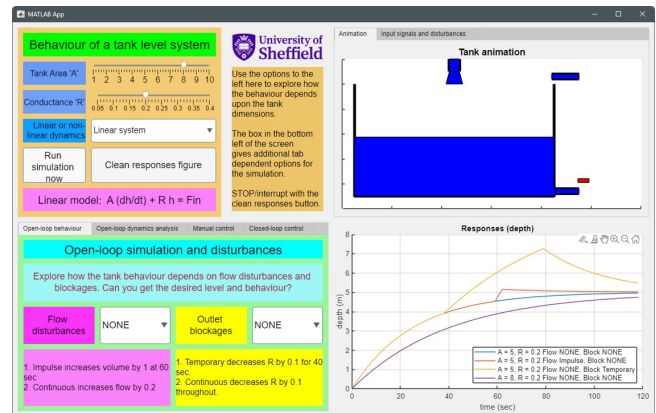 MATLAB App
Behaviour of a tank level system
Tank Area 'A'
1 2 3 4 5 6 7 8 9 10
Conductance 'R'
0.05 0.1 0.15 0.2 0.25 0.3 0.35 0.4
Linear or non-
linear dynamics
Linear system
Run
simulation
now
Clean responses figure
Linear model: A (dh/dt) + R h = Fin
University of
Sheffield
Use the options to the
left here to explore how
the behaviour depends
upon the tank
dimensions.
The box in the bottom
left of the screen
gives additional tab
dependent options for
the simulation.
STOP/interrupt with the
clean responses button.
Animation
Input signals and disturbances
Tank animation
Open-loop behaviour
Open-loop dynamics analysis
Manual control
Closed-loop control
Open-loop simulation and disturbances
Explore how the tank behaviour depends on flow disturbances and
blockages. Can you get the desired level and behaviour?
Flow
disturbances
NONE
Outlet
blockages
NONE
1. Impulse increases volume by 1 at 60
sec
2. Continuous increases flow by 0.2
1. Temporary decreases R by 0.1 for 40
sec.
2. Continuous decreases R by 0.1
throughout.
Responses (depth)
8
7
6
5
4
3
2
1
0
depth (m)
0 20 40 60 80 100 120
time (sec)
A = 5, R = 0.2 Flow NONE, Block NONE
A = 5, R = 0.2 Flow Impulse, Block NONE
A = 5, R = 0.2 Flow NONE, Block Temporary
A = 8, R = 0.2 Flow NONE, Block NONE